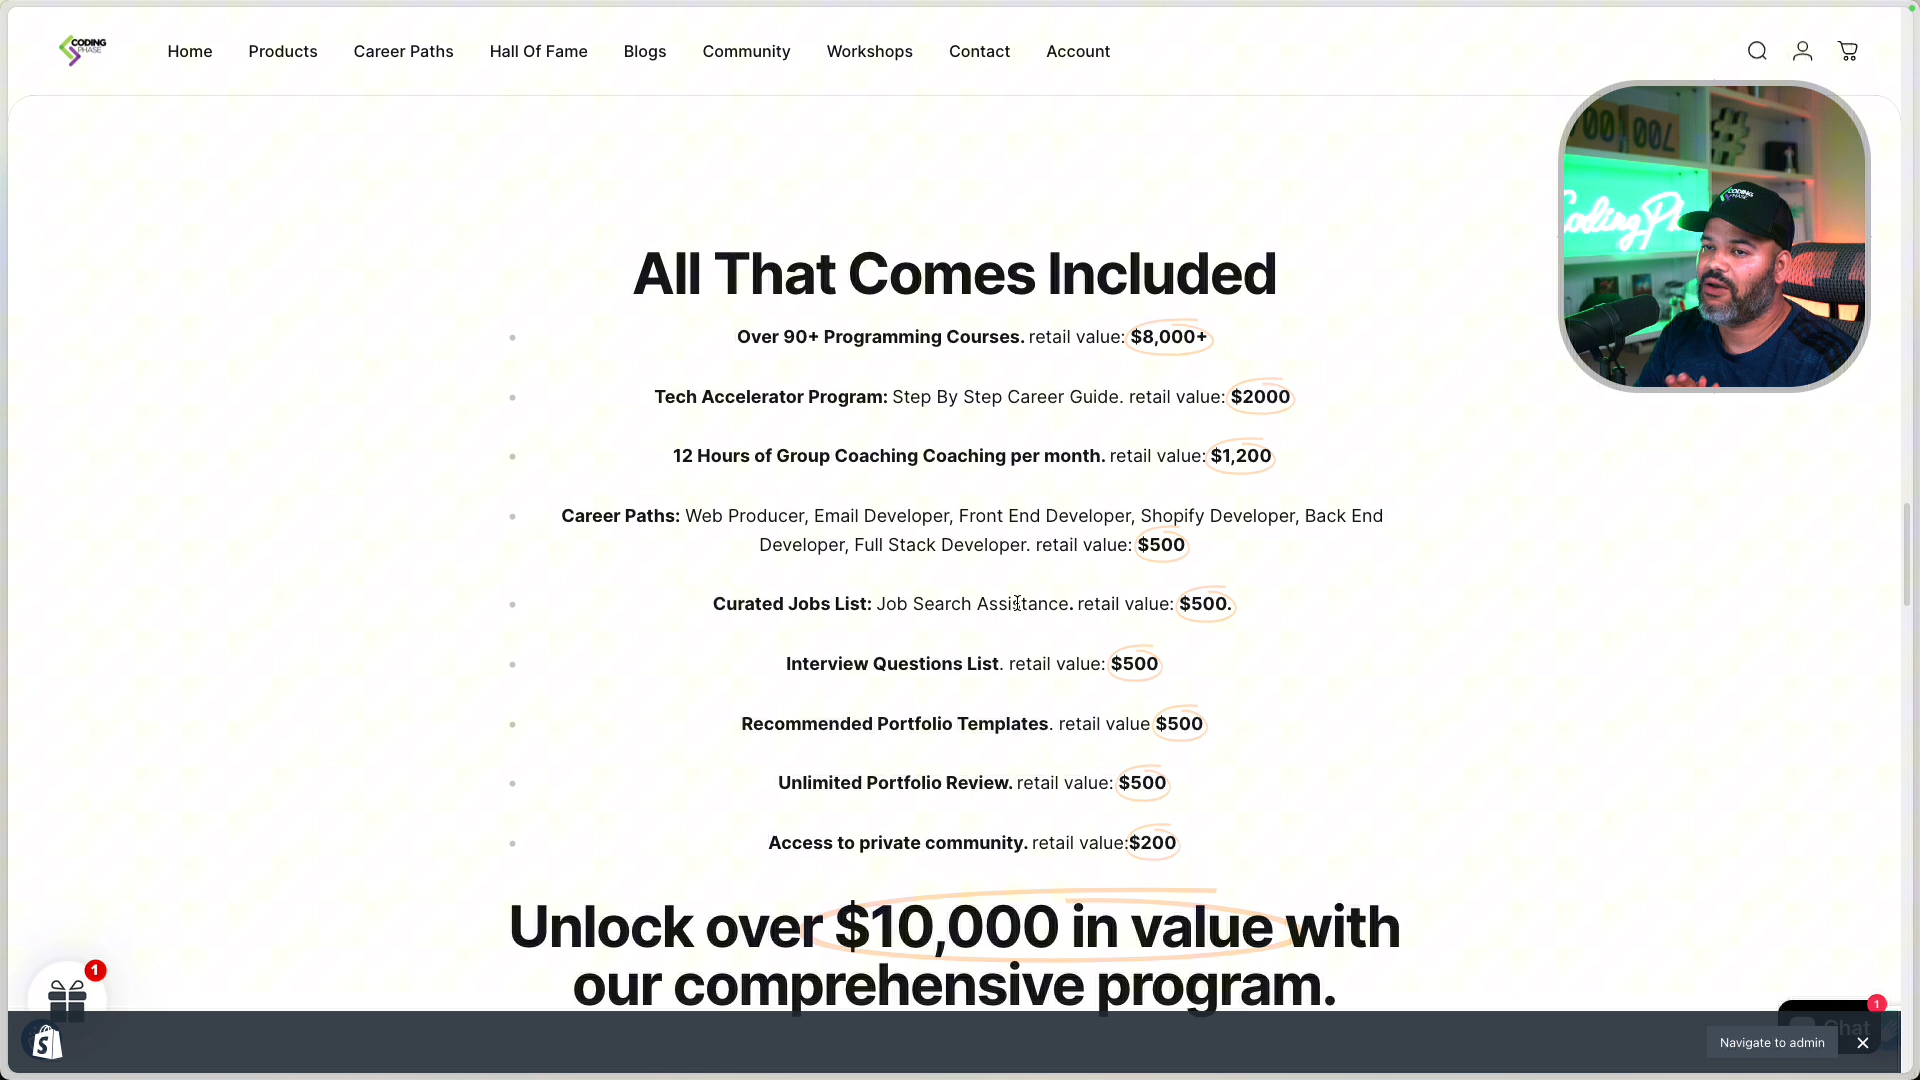 CODING
PHASE
Home
Products
Career Paths
Hall Of Fame
Blogs
Community
Workshops
Contact
Account
CODING
PHASE
All That Comes Included
Over 90+ Programming Courses. retail value: $8,000+
Tech Accelerator Program: Step By Step Career Guide. retail value: $2000
12 Hours of Group Coaching Coaching per month. retail value: $1,200
Career Paths: Web Producer, Email Developer, Front End Developer, Shopify Developer, Back End
Developer, Full Stack Developer. retail value: $500
Curated Jobs List: Job Search Assistance. retail value: $500.
Interview Questions List. retail value: $500
Recommended Portfolio Templates. retail value $500
Unlimited Portfolio Review. retail value: $500
Access to private community. retail value:$200
Unlock over $10,000 in value with
our comprehensive program.
1
1
Chat
Navigate to admin